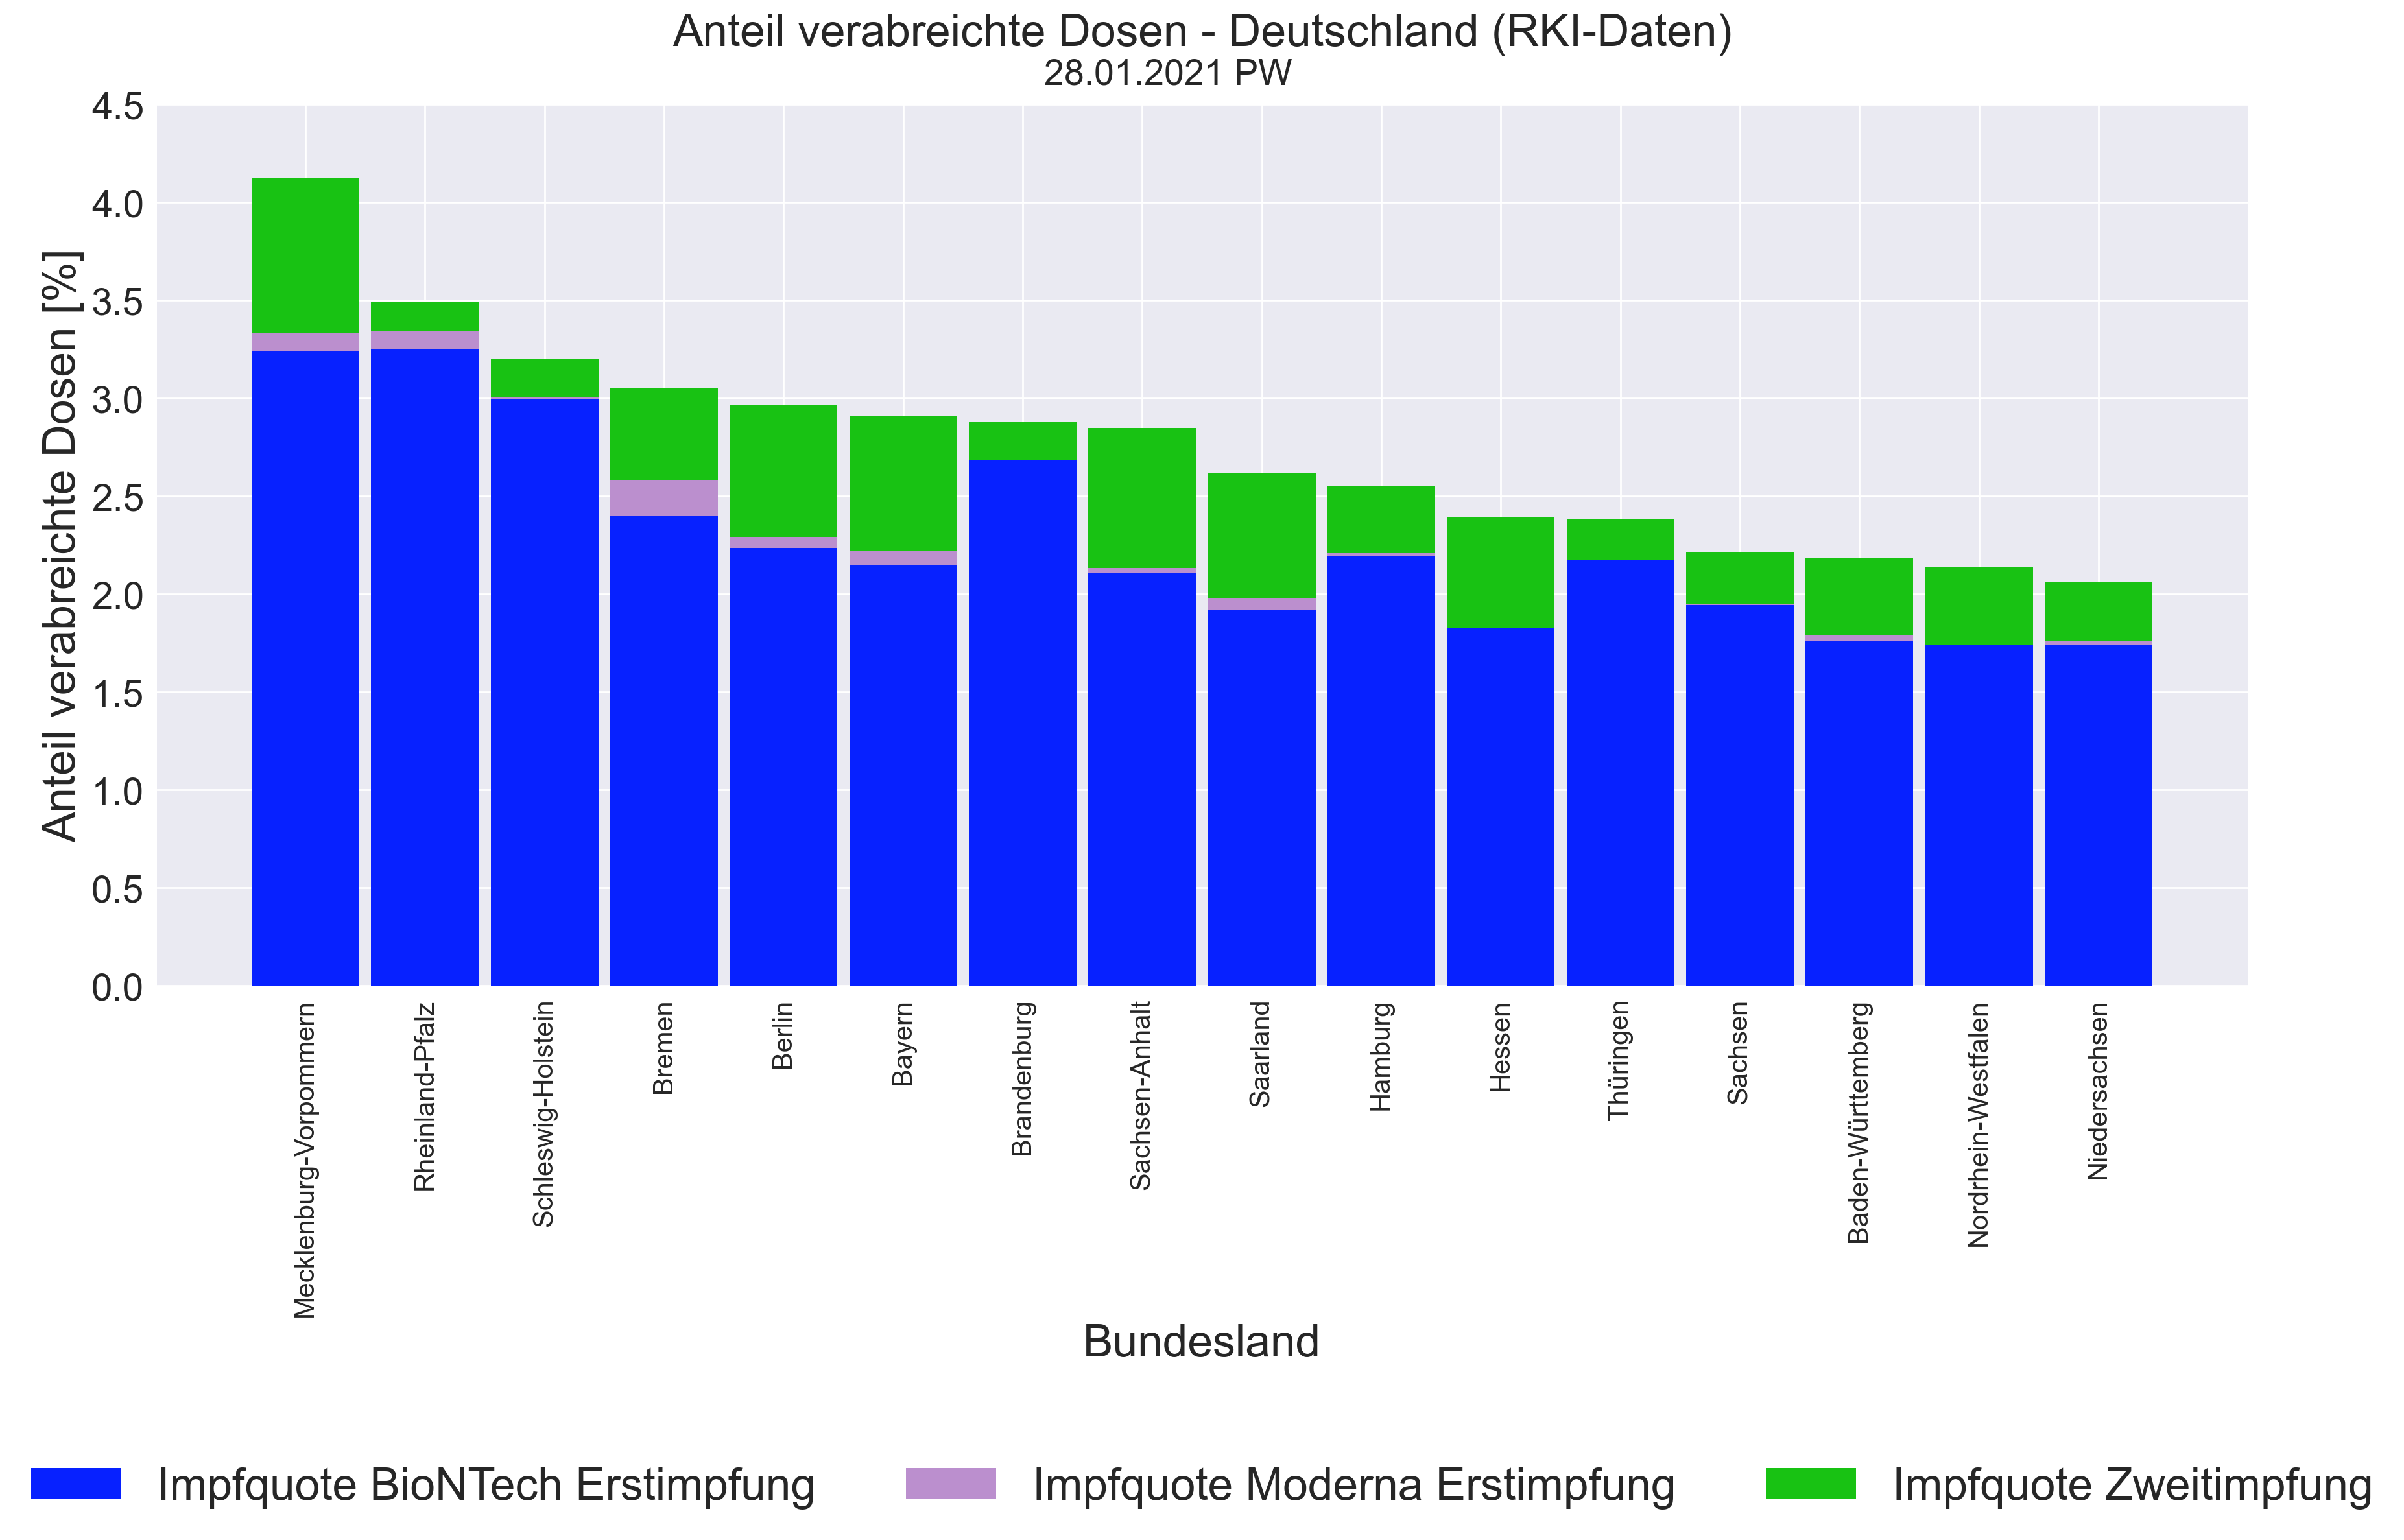 Anteil verabreichte Dosen - Deutschland (RKI-Daten)
28.01.2021 PW
Anteil verabreichte Dosen [%]
4.5
4.0
3.5
3.0
2.5
2.0
1.5
1.0
0.5
0.0
Mecklenburg-Vorpommern
Rheinland-Pfalz
Schleswig-Holstein
Bremen
Berlin
Bayern
Brandenburg
Sachsen-Anhalt
Saarland
Hamburg
Hessen
Thüringen
Sachsen
Baden-Württemberg
Nordrhein-Westfalen
Niedersachsen
Bundesland
Impfquote BioNTech Erstimpfung
Impfquote Moderna Erstimpfung
Impfquote Zweitimpfung